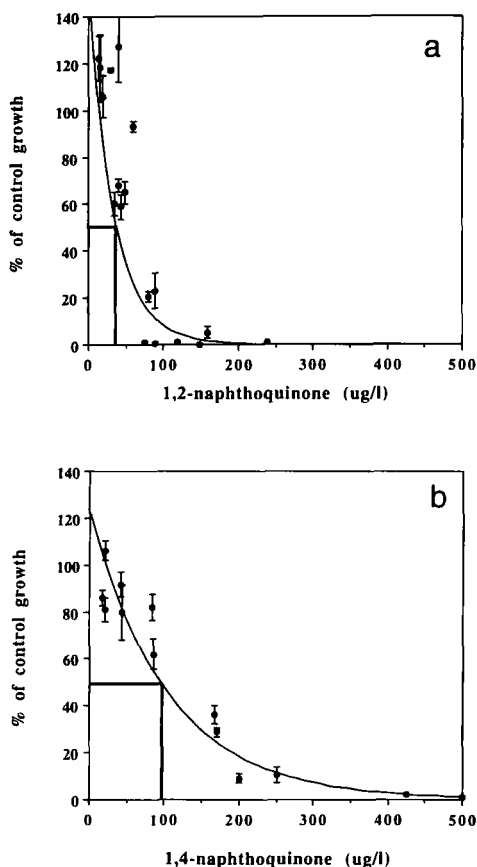 a
140
120
100
80
60
40
20
0
% of control growth
0 100 200 300 400 500
1,2-naphthoquinone (ug/l)
b
140
120
100
80
60
40
20
0
% of control growth
0 100 200 300 400 500
1,4-naphthoquinone (ug/l)